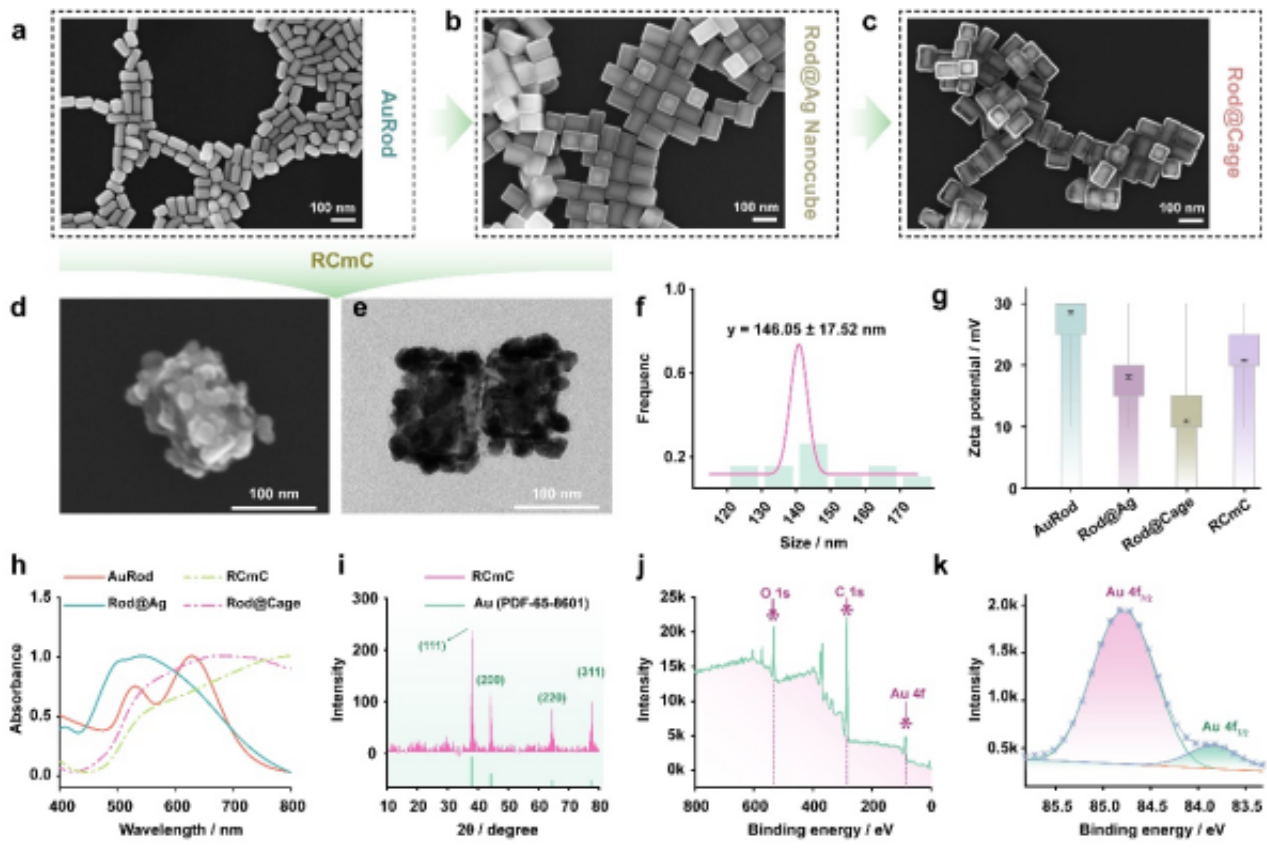 a
AuRod
100 nm
b
Rod@Ag Nanocube
100 nm
c
Rod@Cage
100 nm
RCmC
d
100 nm
e
100 nm
f
1.0
0.6
0.2
Frequenc
y = 146.05 ± 17.52 nm
120
130
140
150
160
170
Size / nm
g
30
20
10
0
Zeta potential / mV
AuRod
Rod@Ag
Rod@Cage
RCmC
h
AuRod
RCmC
Rod@Ag
Rod@Cage
1.5
1.0
0.5
0.0
Absorbance
400
500
600
700
800
Wavelength / nm
i
RCmC
Au (PDF-65-8601)
300
200
100
0
Intensity
(111)
(200)
(220)
(311)
10 20 30 40 50 60 70 80
2θ / degree
j
25k
20k
15k
10k
5k
0k
Intensity
O 1s
C 1s
Au 4f
800
600
400
200
0
Binding energy / eV
k
2.0k
1.5k
1.0k
0.5k
Intensity
Au 4f7/2
Au 4f5/2
85.5
85.0
84.5
84.0
83.5
Binding energy / eV